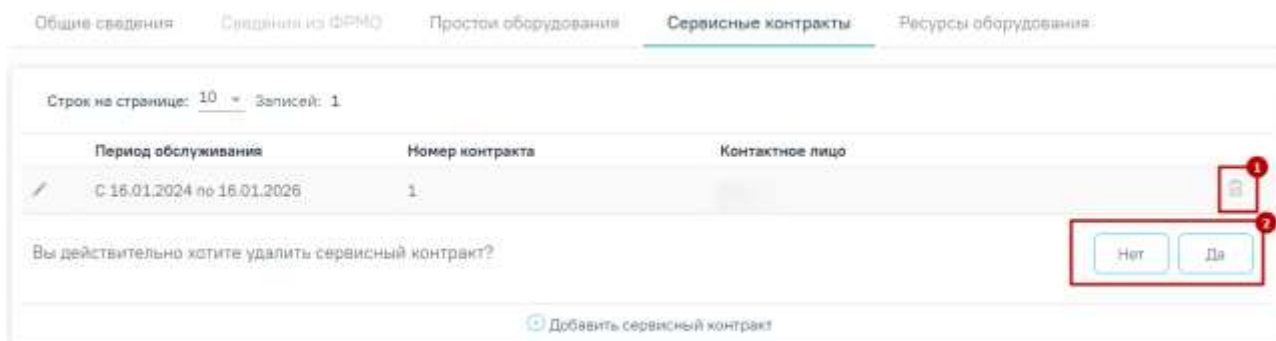 Общие сведения Сведения из ФРМО Простои оборудования Сервисные контракты Ресурсы оборудования
Строк на странице: 10 Записей: 1
Период обслуживания Номер контракта Контактное лицо
1
С 16.01.2024 по 16.01.2026 1
2
Вы действительно хотите удалить сервисный контракт? Нет Да
Добавить сервисный контракт